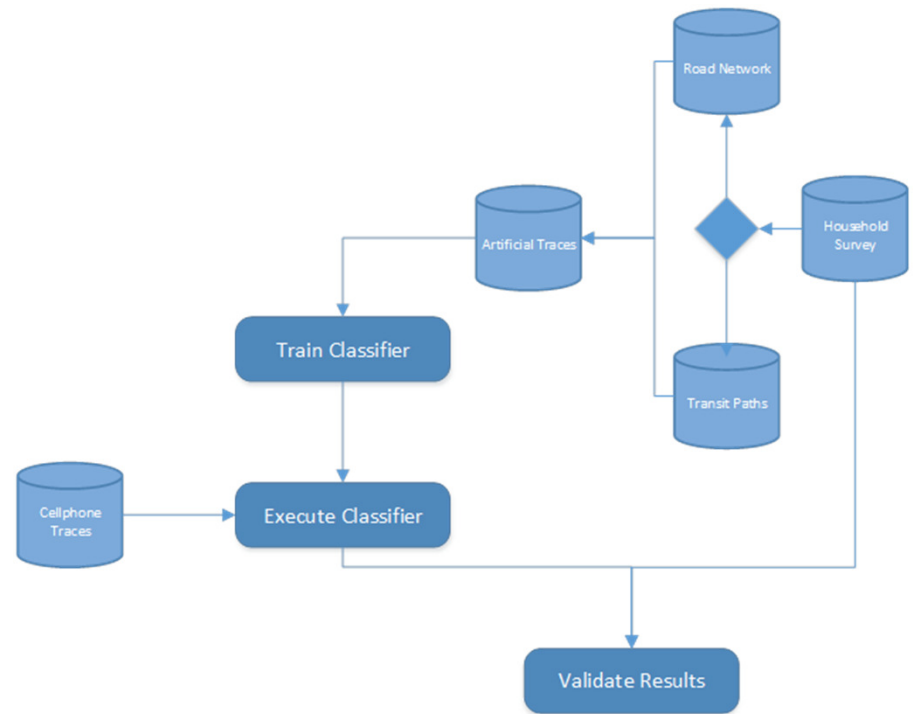 Road Network
Household
Survey
Artificial Traces
Train Classifier
Transit Paths
Cellphone
Traces
Execute Classifier
Validate Results